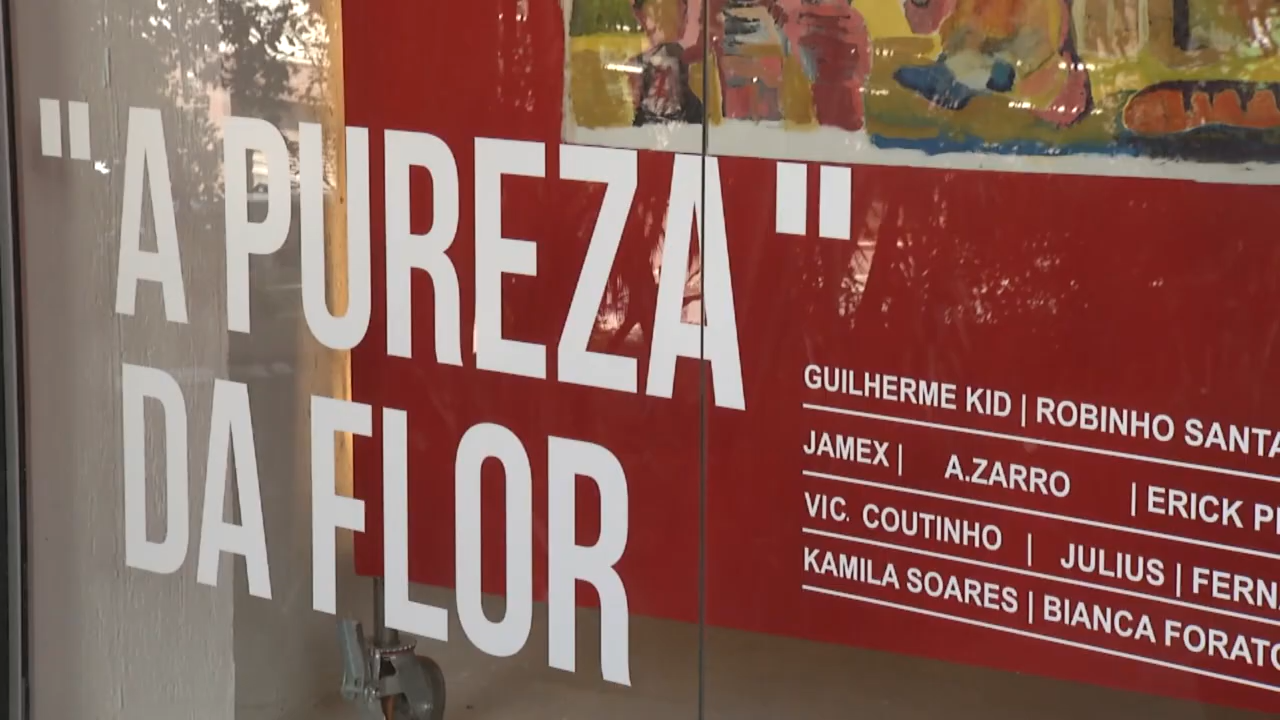 "A PUREZA"
DA FLOR
GUILHERME KID | ROBINHO
JAMEX | A.ZARRO | ERICK
VIC. COUTINHO | JULIUS |
KAMILA SOARES | BIANCA